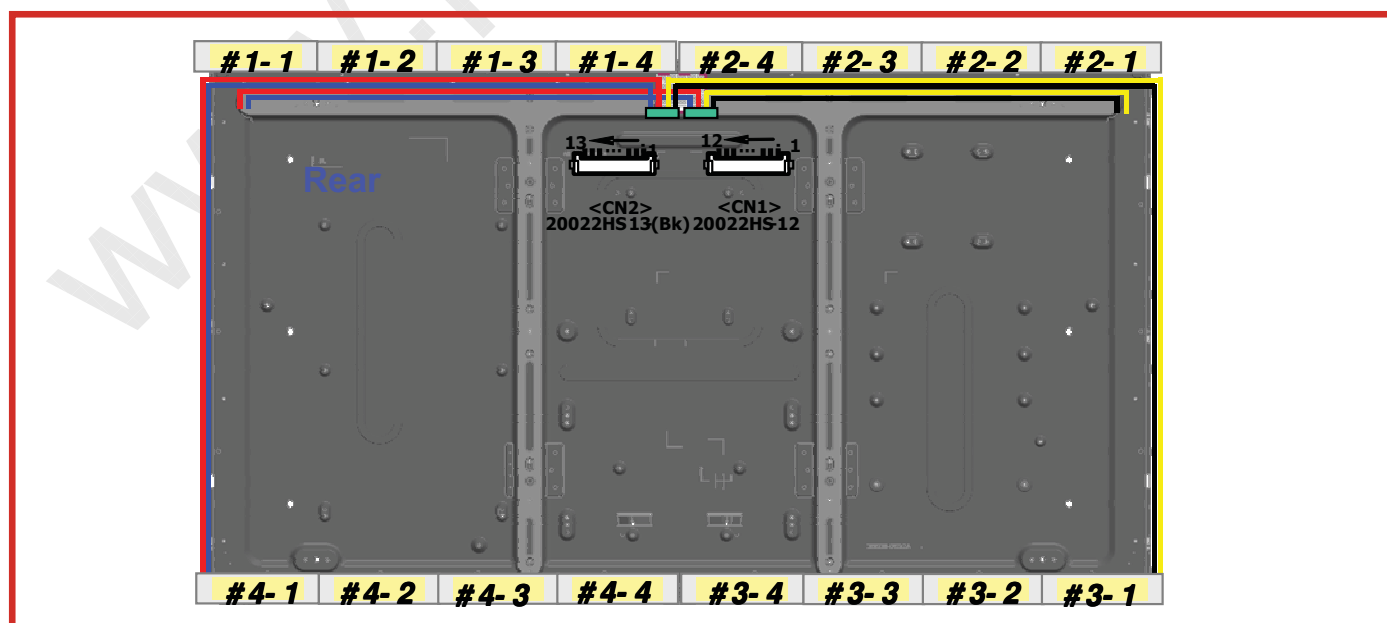 #1-1 #1-2 #1-3 #1-4 #2-4 #2-3 #2-2 #2-1
13 1 12 1
Rear
<CN2> <CN1>
20022HS13-(Bk) 20022HS-12
#4-1 #4-2 #4-3 #4-4 #3-4 #3-3 #3-2 #3-1